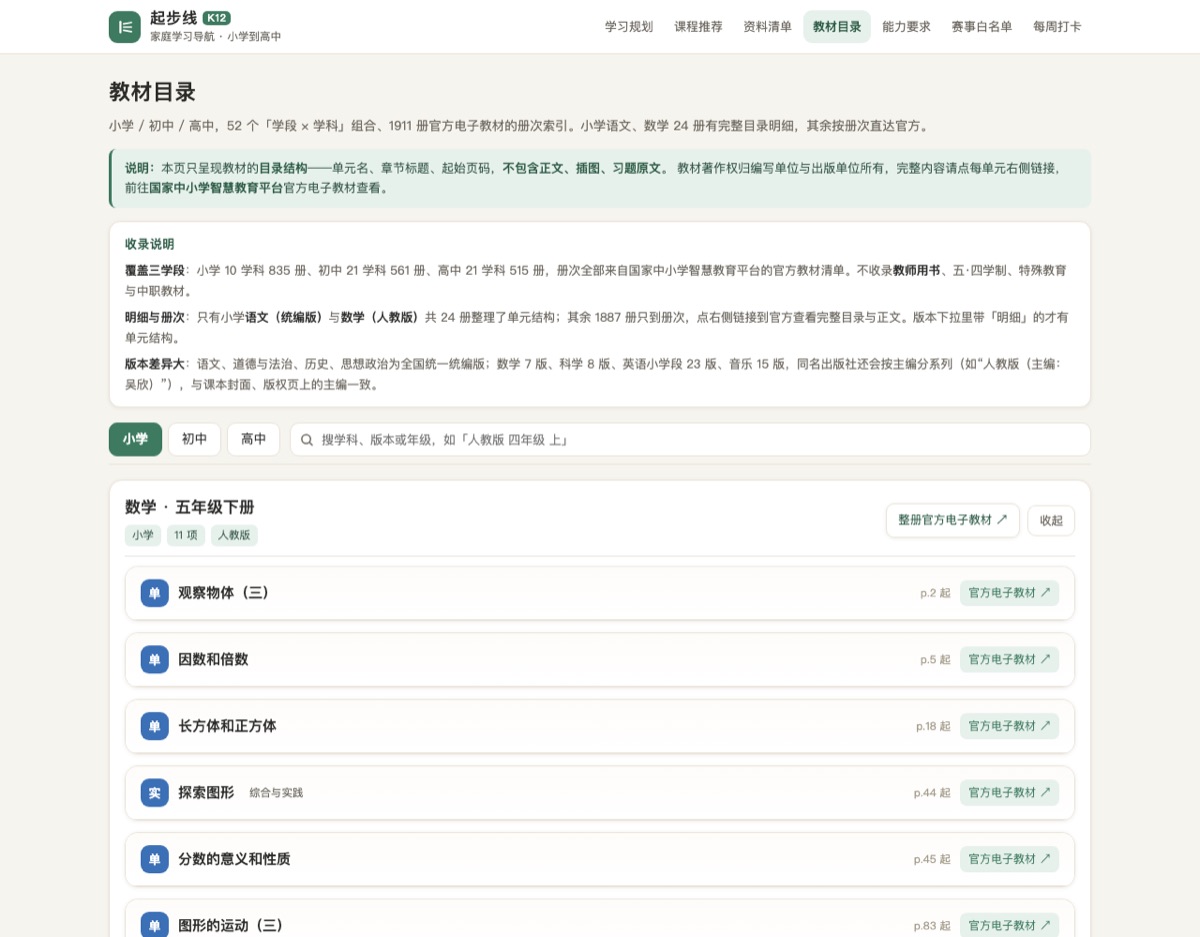 起步线 K12
家庭学习导航 · 小学到高中
学习规划 课程推荐 资料清单 教材目录 能力要求 赛事白名单 每周打卡
教材目录
小学 / 初中 / 高中，52 个「学段 × 学科」组合、1911 册官方电子教材的册次索引。小学语文、数学 24 册有完整目录明细，其余按册次直达官方。
说明：本页只呈现教材的目录结构——单元名、章节标题、起始页码，不包含正文、插图、习题原文。 教材著作权归编写单位与出版单位所有，完整内容请点每单元右侧链接，
前往国家中小学智慧教育平台官方电子教材查看。
收录说明
覆盖三学段：小学 10 学科 835 册、初中 21 学科 561 册、高中 21 学科 515 册，册次全部来自国家中小学智慧教育平台的官方教材清单。不收录教师用书、五·四学制、特殊教育
与中职教材。
明细与册次：只有小学语文（统编版）与数学（人教版）共 24 册整理了单元结构；其余 1887 册只到册次，点右侧链接到官方查看完整目录与正文。版本下拉里带「明细」的才有
单元结构。
版本差异大：语文、道德与法治、历史、思想政治为全国统一统编版；数学 7 版、科学 8 版、英语小学段 23 版、音乐 15 版，同名出版社还会按主编分系列（如“人教版（主编：
吴欣）”），与课本封面、版权页上的主编一致。
小学 初中 高中 搜学科、版本或年级，如「人教版 四年级 上」
数学 · 五年级下册
小学 11 项 人教版
整册官方电子教材 ↗ 收起
单 观察物体（三） p.2 起 官方电子教材 ↗
单 因数和倍数 p.5 起 官方电子教材 ↗
单 长方体和正方体 p.18 起 官方电子教材 ↗
实 探索图形 综合与实践 p.44 起 官方电子教材 ↗
单 分数的意义和性质 p.45 起 官方电子教材 ↗
单 图形的运动（三） p.83 起 官方电子教材 ↗